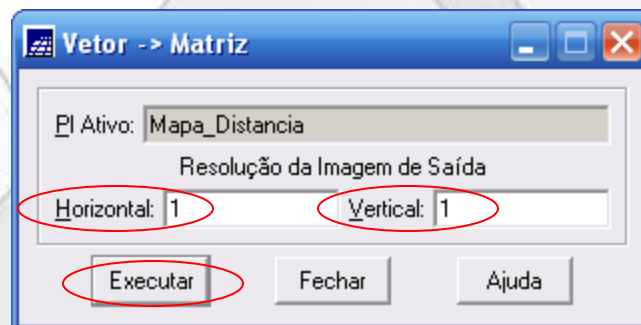 Vetor -> Matriz
PI Ativo: Mapa_Distancia
Resolução da Imagem de Saída
Horizontal: 1 Vertical: 1
Executar Fechar Ajuda